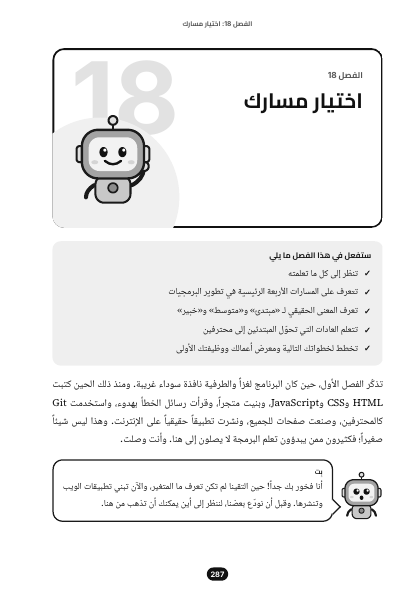 الفصل 18: اختيار مسارك
18
الفصل 18
اختيار مسارك
ستفعل في هذا الفصل ما يلي
✓ تنظر إلى كل ما تعلمته
✓ تتعرف على المسارات الأربعة الرئيسية في تطوير البرمجيات
✓ تعرف المعنى الحقيقي لـ «مبتدئ» و«متوسط» و«خبير»
✓ تتعلم العادات التي تحوّل المبتدئين إلى محترفين
✓ تخطط لخطواتك التالية ومعرض أعمالك ووظيفتك الأولى
تذكّر الفصل الأول، حين كان البرنامج لغزاً والطرفية نافذة سوداء غريبة. ومنذ ذلك الحين كتبت
HTML وCSS وJavaScript، وبنيت متجراً، وقرأت رسائل الخطأ بهدوء، واستخدمت Git
كالمحترفين، وصنعت صفحات للجميع، ونشرت تطبيقاً حقيقياً على الإنترنت. وهذا ليس شيئاً
صغيراً؛ فكثيرون ممن يبدؤون تعلم البرمجة لا يصلون إلى هنا. وأنت وصلت.
بت
أنا فخور بك جداً! حين التقينا لم تكن تعرف ما المتغير، والآن تبني تطبيقات الويب
وتنشرها. وقبل أن نودّع بعضنا، لننظر إلى أين يمكنك أن تذهب من هنا.
287